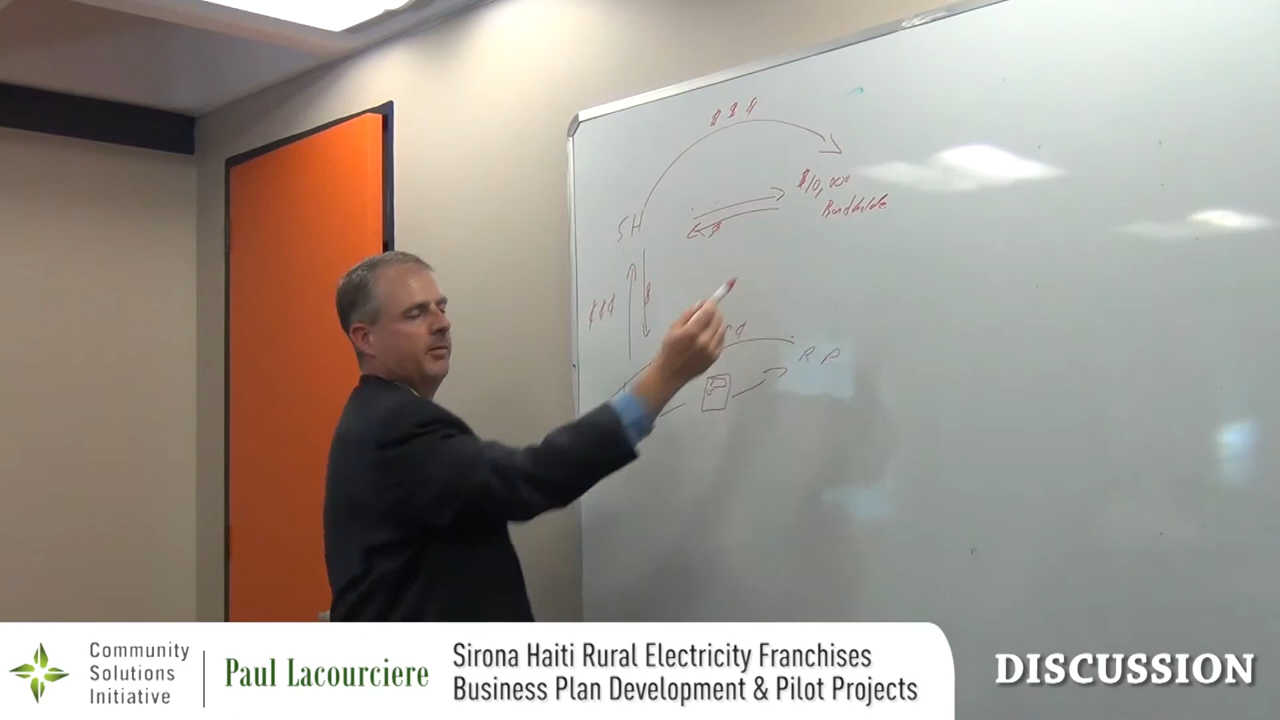 $ $ $
$10,000
Bondholder
SH
$
$$$
$
R P
Community
Solutions
Initiative
Paul Lacourciere
Sirona Haiti Rural Electricity Franchises
Business Plan Development & Pilot Projects
DISCUSSION